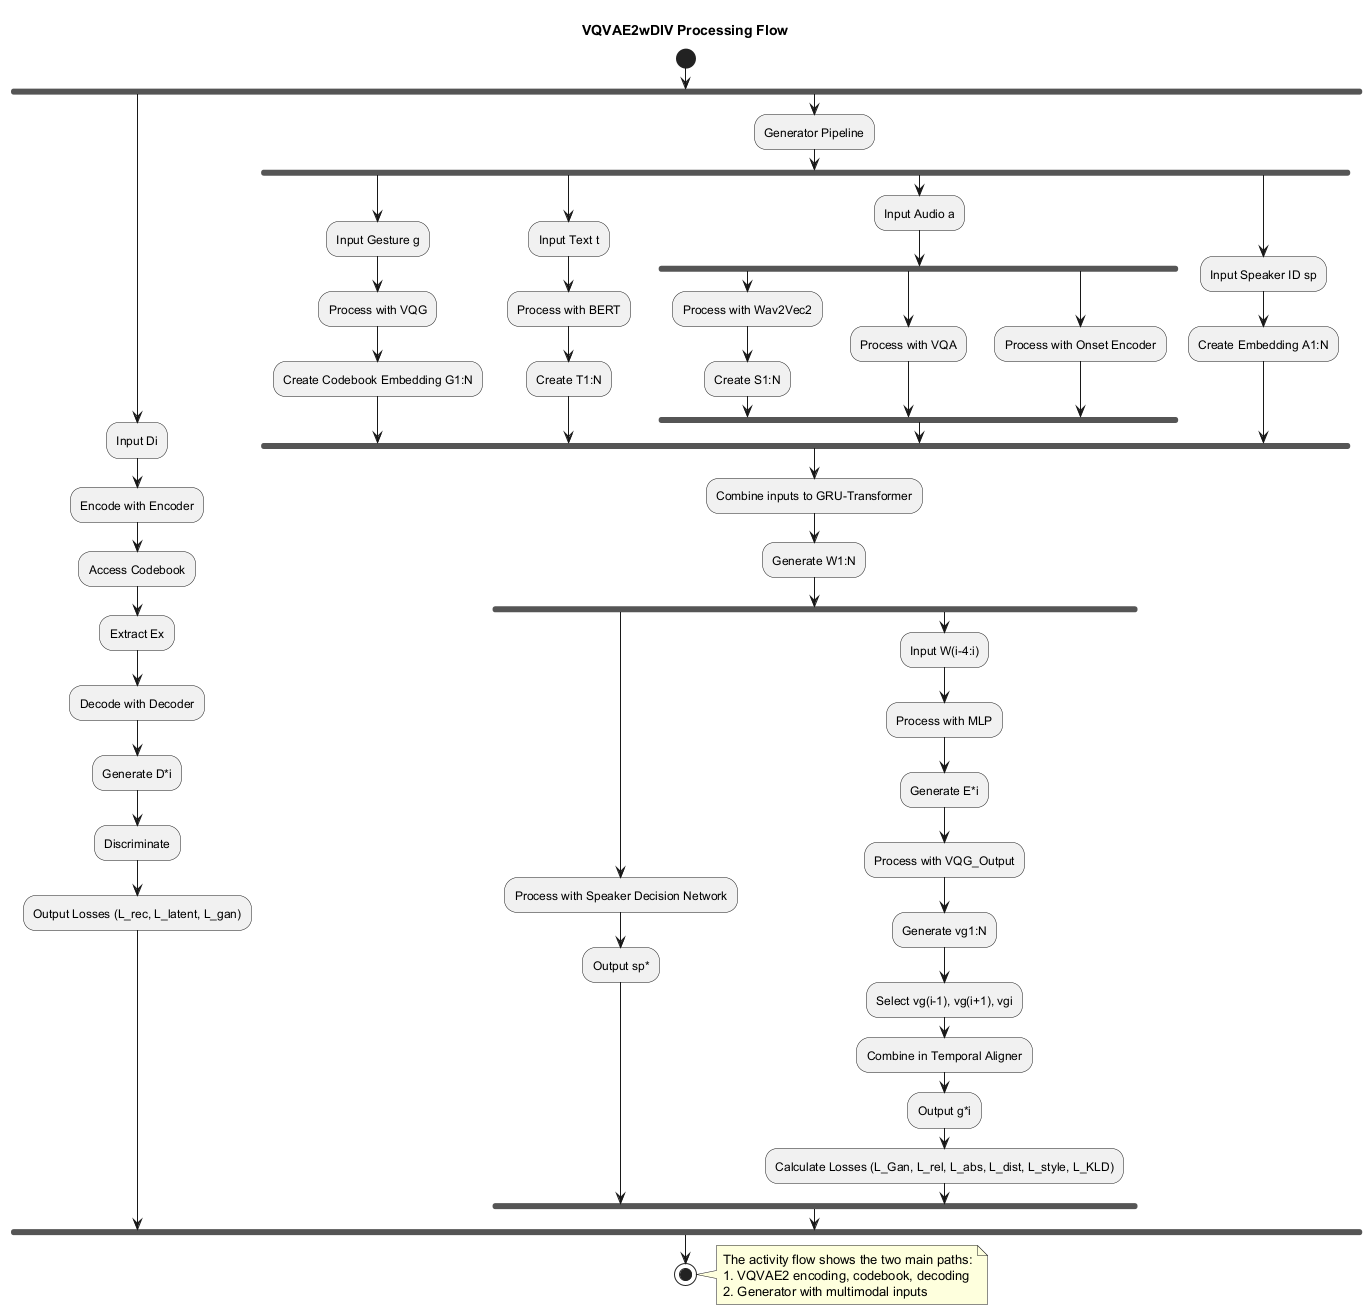 VQVAE2wDIV Processing Flow
Generator Pipeline
Input Gesture g
Process with VQG
Create Codebook Embedding G1:N
Input Text t
Process with BERT
Create T1:N
Input Audio a
Process with Wav2Vec2
Create S1:N
Process with VQA
Process with Onset Encoder
Input Speaker ID sp
Create Embedding A1:N
Input Di
Encode with Encoder
Access Codebook
Extract Ex
Decode with Decoder
Generate D*i
Discriminate
Output Losses (L_rec, L_latent, L_gan)
Combine inputs to GRU-Transformer
Generate W1:N
Process with Speaker Decision Network
Output sp*
Input W(i-4:i)
Process with MLP
Generate E*i
Process with VQG_Output
Generate vg1:N
Select vg(i-1), vg(i+1), vgi
Combine in Temporal Aligner
Output g*i
Calculate Losses (L_Gan, L_rel, L_abs, L_dist, L_style, L_KLD)
The activity flow shows the two main paths:
1. VQVAE2 encoding, codebook, decoding
2. Generator with multimodal inputs